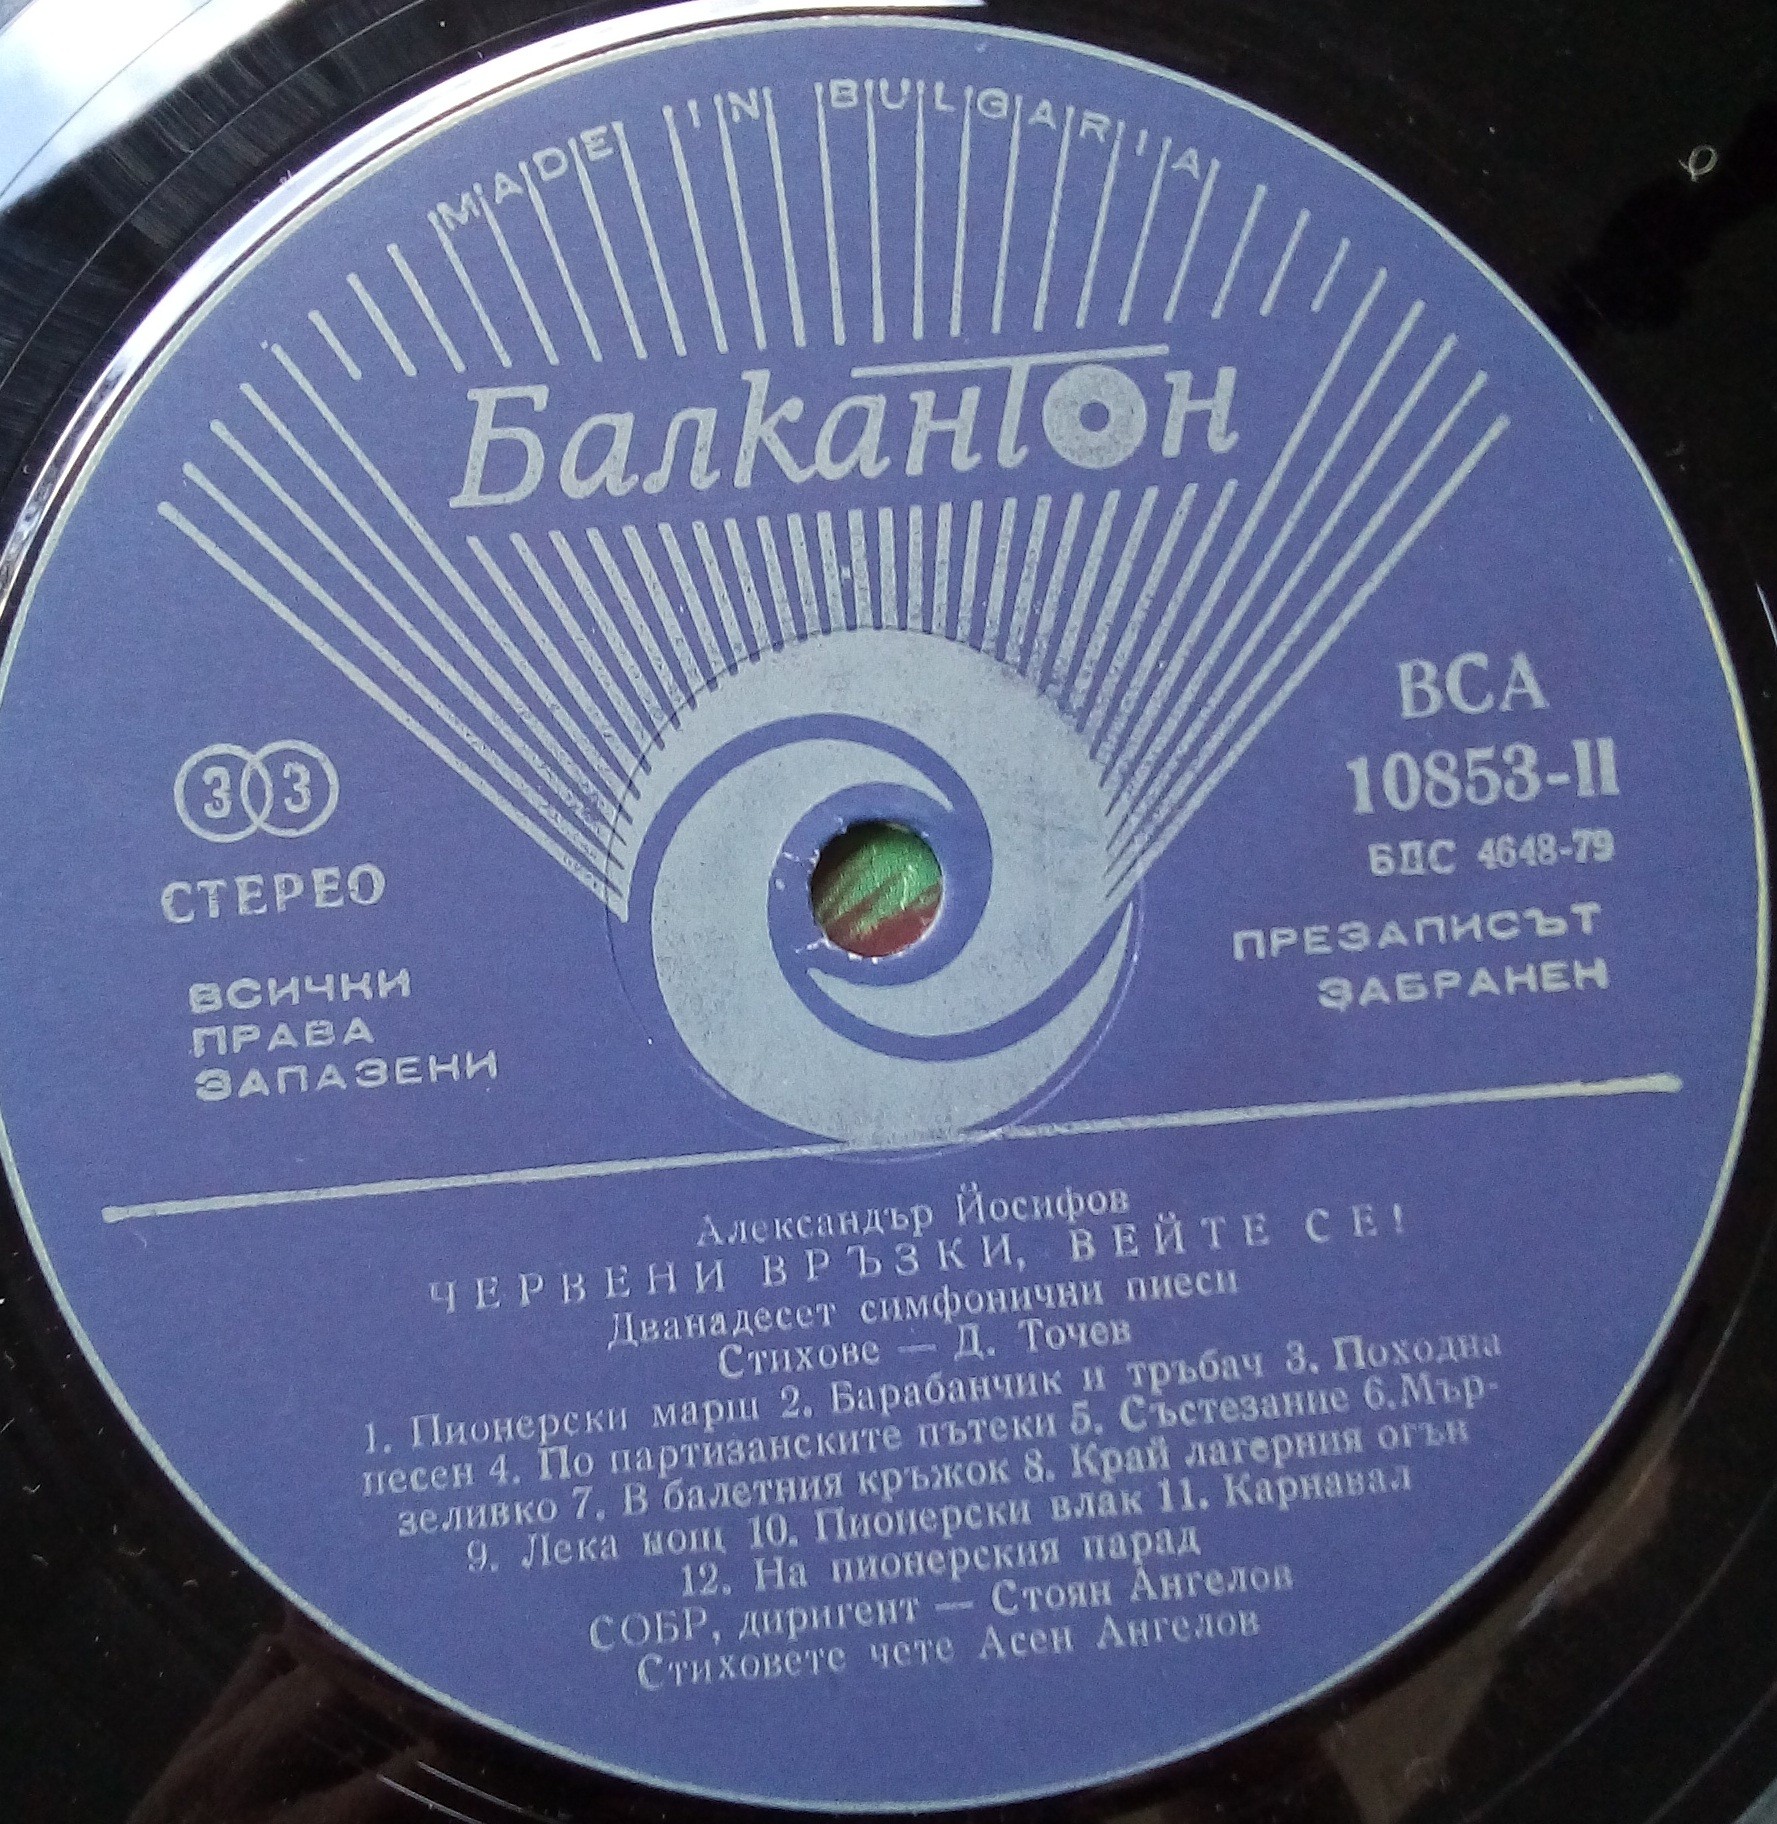 MADE IN BULGARIA
Балкантон
33
СТЕРЕО
ВСИЧКИ
ПРАВА
ЗАПАЗЕНИ
ВСА
10853-II
БДС 4648-79
ПРЕЗАПИСЪТ
ЗАБРАНЕН
Александър Йосифов
ЧЕРВЕНИ ВРЪЗКИ, ВЕЙТЕ СЕ!
Дванадесет симфонични пиеси
Стихове — Д. Точев
1. Пионерски марш 2. Барабанчик и тръбач 3. Походна
песен 4. По партизанските пътеки 5. Състезание 6.Мър-
зеливко 7. В балетния кръжок 8. Край лагерния огън
9. Лека нощ 10. Пионерски влак 11. Карнавал
12. На пионерския парад
СОБР, диригент — Стоян Ангелов
Стиховете чете Асен Ангелов